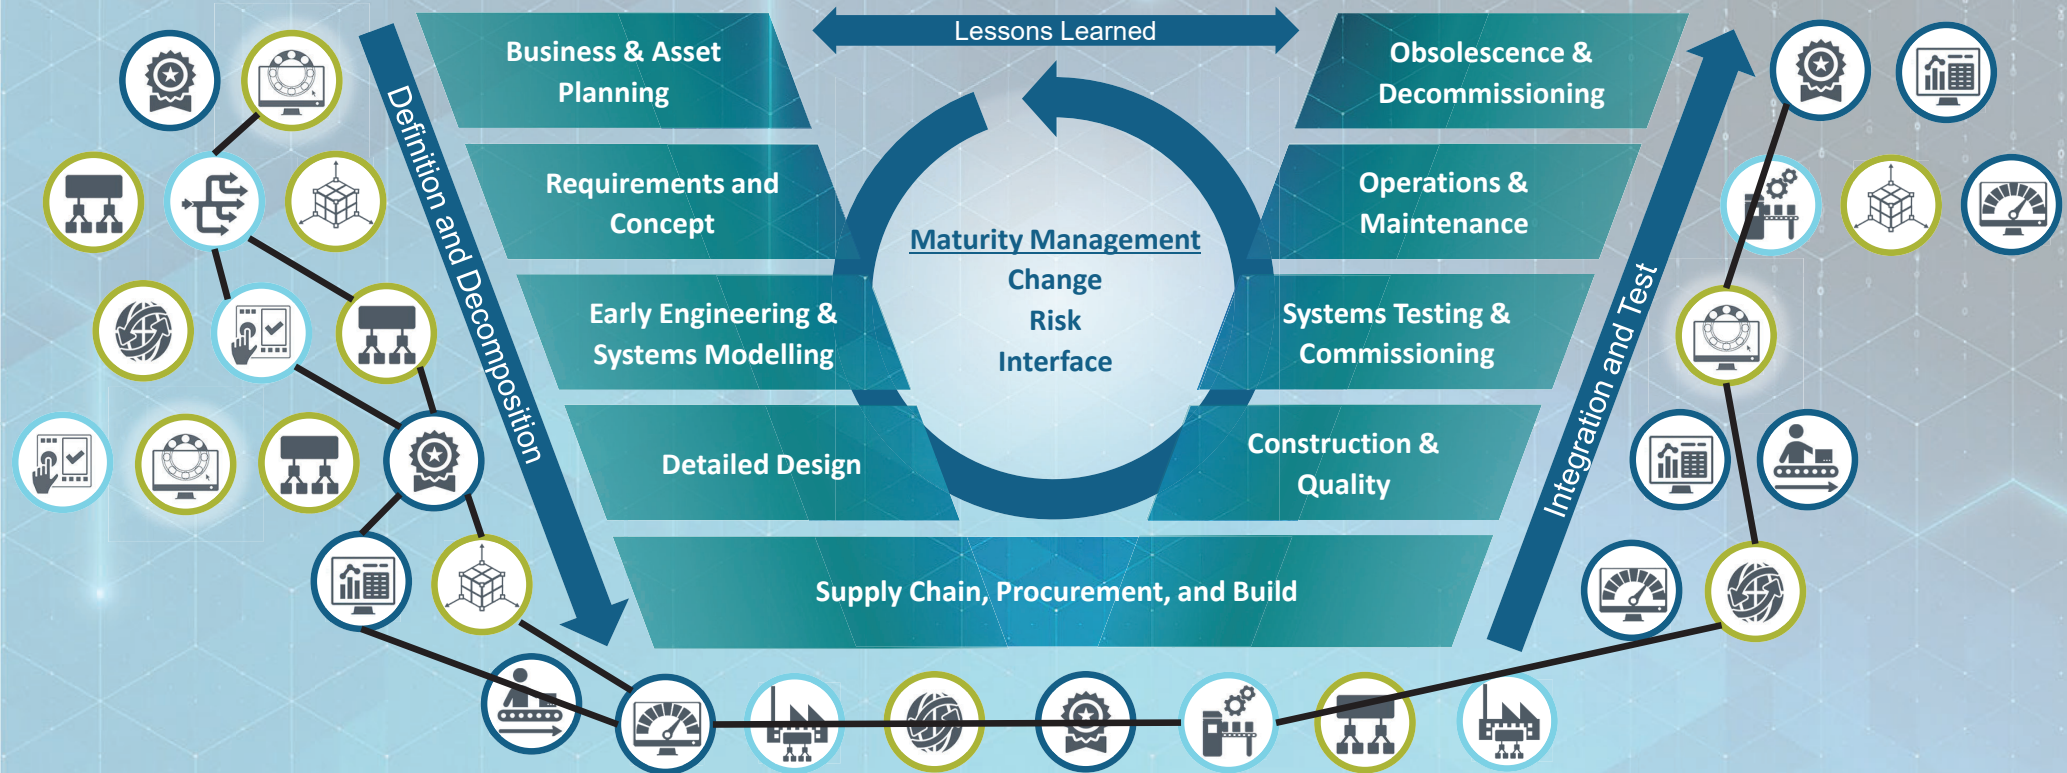 Lessons Learned
Definition and Decomposition
Business & Asset
Planning
Requirements and
Concept
Early Engineering &
Systems Modelling
Detailed Design
Supply Chain, Procurement, and Build
Maturity Management
Change
Risk
Interface
Obsolescence &
Decommissioning
Operations &
Maintenance
Systems Testing &
Commissioning
Construction &
Quality
Integration and Test